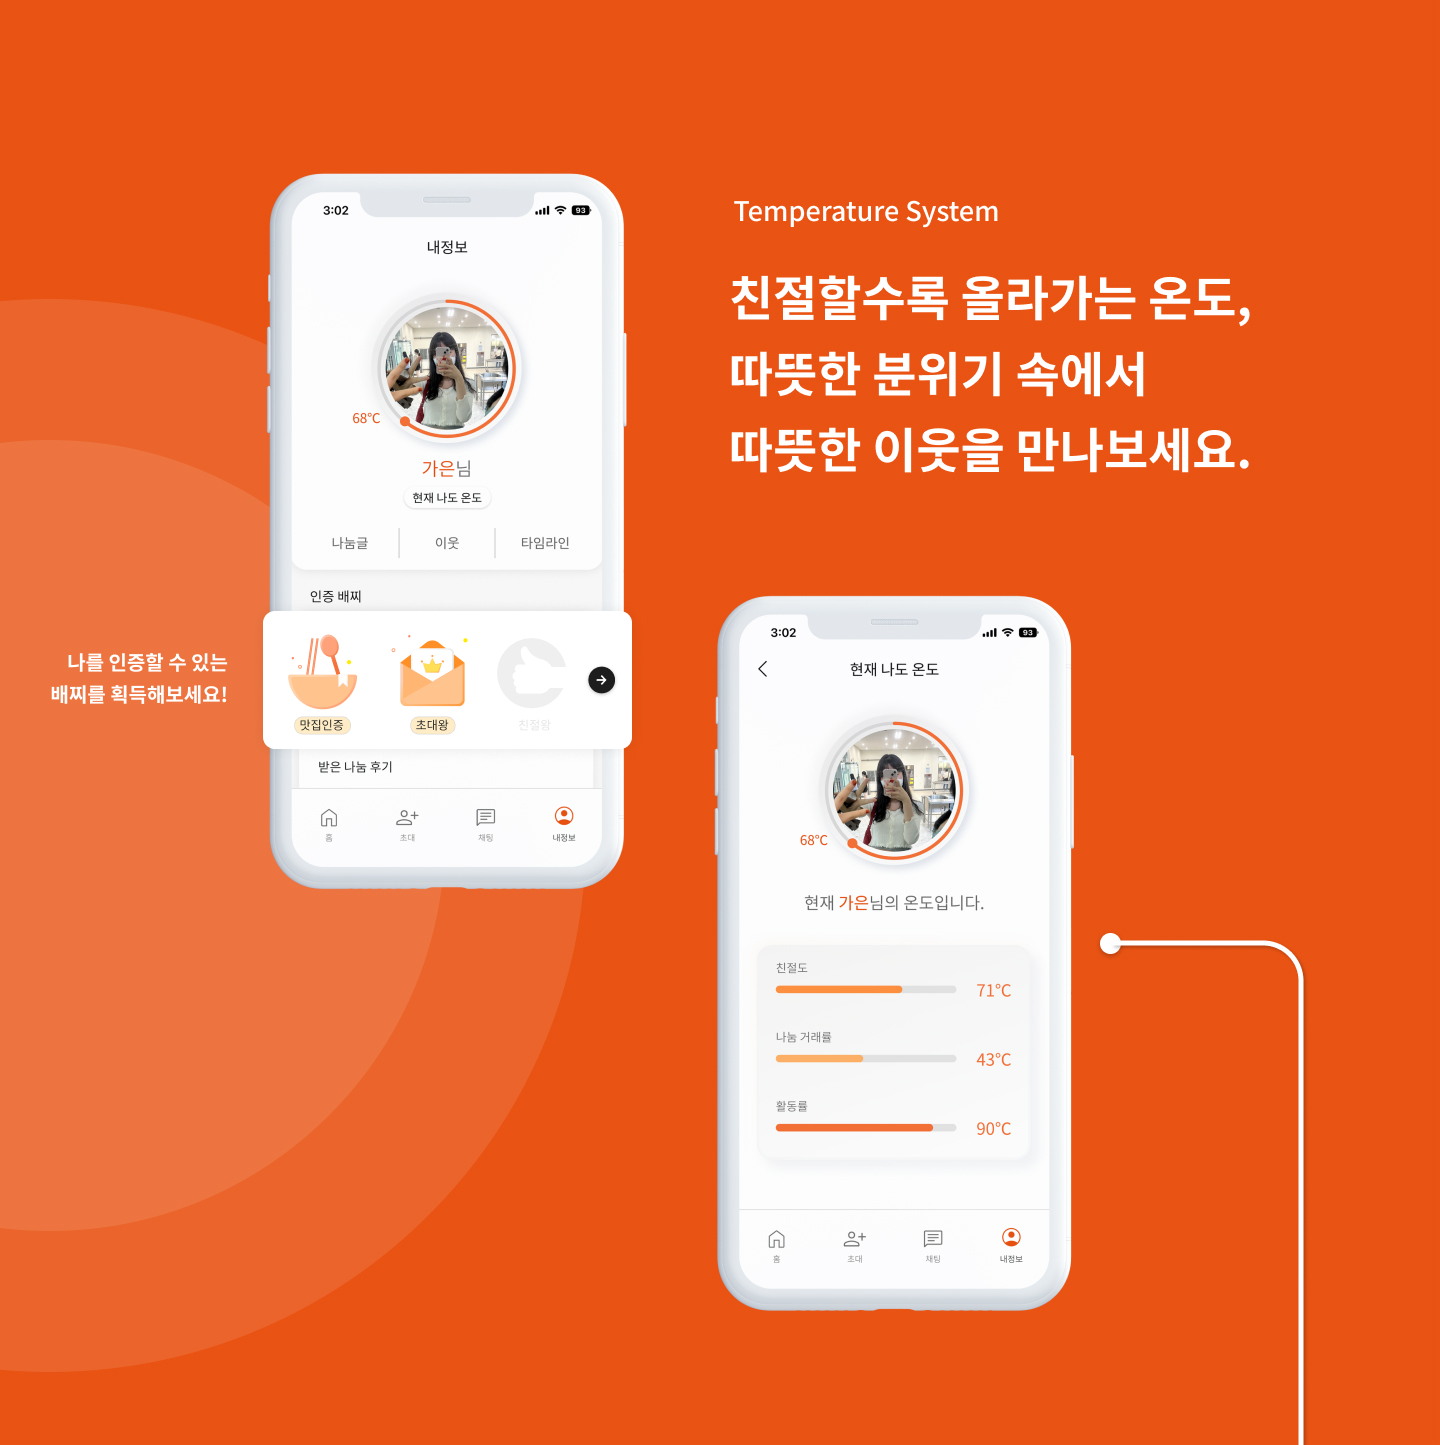 Temperature System
친절할수록 올라가는 온도,
따뜻한 분위기 속에서
따뜻한 이웃을 만나보세요.
3:02
93
내정보
68℃
가은님
현재 나도 온도
나눔글
이웃
타임라인
인증 배찌
나를 인증할 수 있는
배찌를 획득해보세요!
맛집인증
초대왕
친절왕
받은 나눔 후기
홈
초대
채팅
내정보
3:02
93
현재 나도 온도
68℃
현재 가은님의 온도입니다.
친절도
71℃
나눔 거래률
43℃
활동률
90℃
홈
초대
채팅
내정보